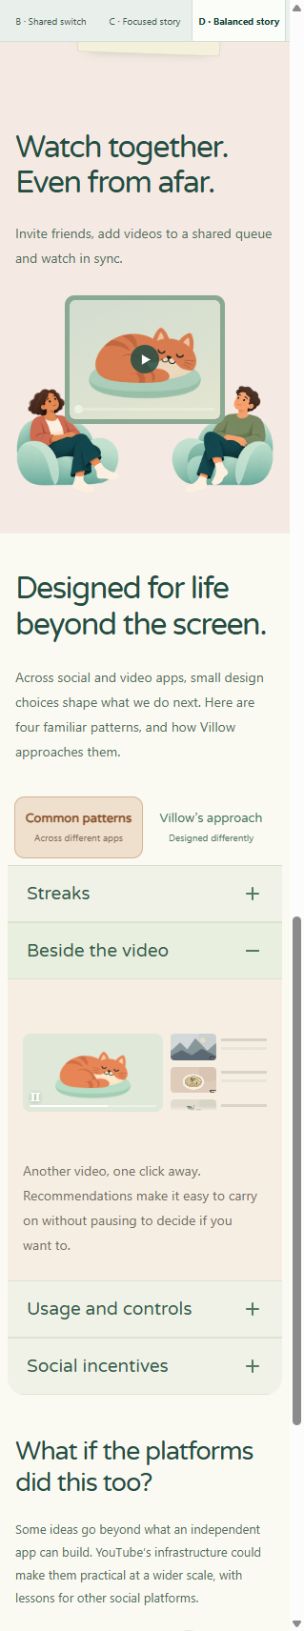 B · Shared switch
C · Focused story
D · Balanced story
Watch together.
Even from afar.
Invite friends, add videos to a shared queue
and watch in sync.
Designed for life
beyond the screen.
Across social and video apps, small design
choices shape what we do next. Here are
four familiar patterns, and how Villow
approaches them.
Common patterns
Across different apps
Villow's approach
Designed differently
Streaks
Beside the video
Another video, one click away.
Recommendations make it easy to carry
on without pausing to decide if you
want to.
Usage and controls
Social incentives
What if the platforms
did this too?
Some ideas go beyond what an independent
app can build. YouTube's infrastructure could
make them practical at a wider scale, with
lessons for other social platforms.